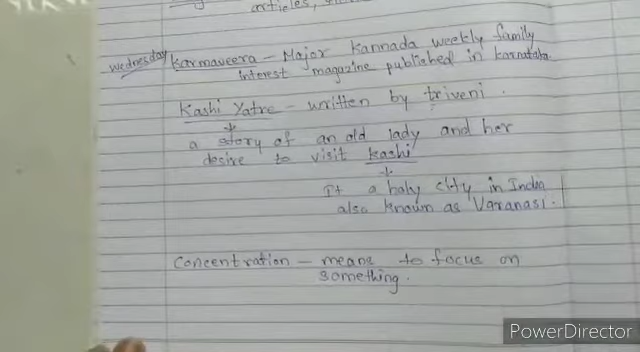 articles,
Wednesday Karmaveera - Major Kannada weekly family
interest magazine published in Karnataka.
Kashi Yatre - written by triveni.
a story of an old lady and her
desire to visit kashi
It a holy city in India
also known as Varanasi.
Concentration - means to focus on
something.
PowerDirector